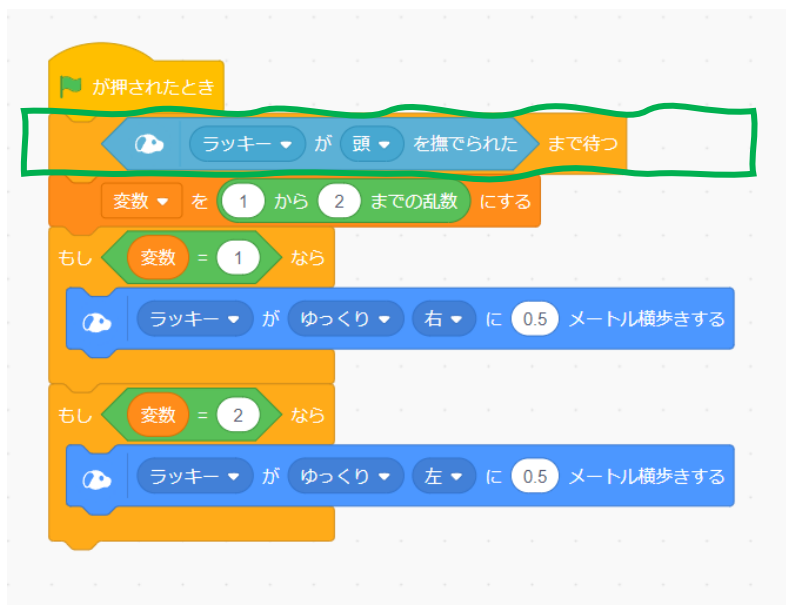 が押されたとき
ラッキー が 頭 を撫でられた まで待つ
変数 を 1 から 2 までの乱数 にする
もし 変数 = 1 なら
ラッキー が ゆっくり 右 に 0.5 メートル横歩きする
もし 変数 = 2 なら
ラッキー が ゆっくり 左 に 0.5 メートル横歩きする